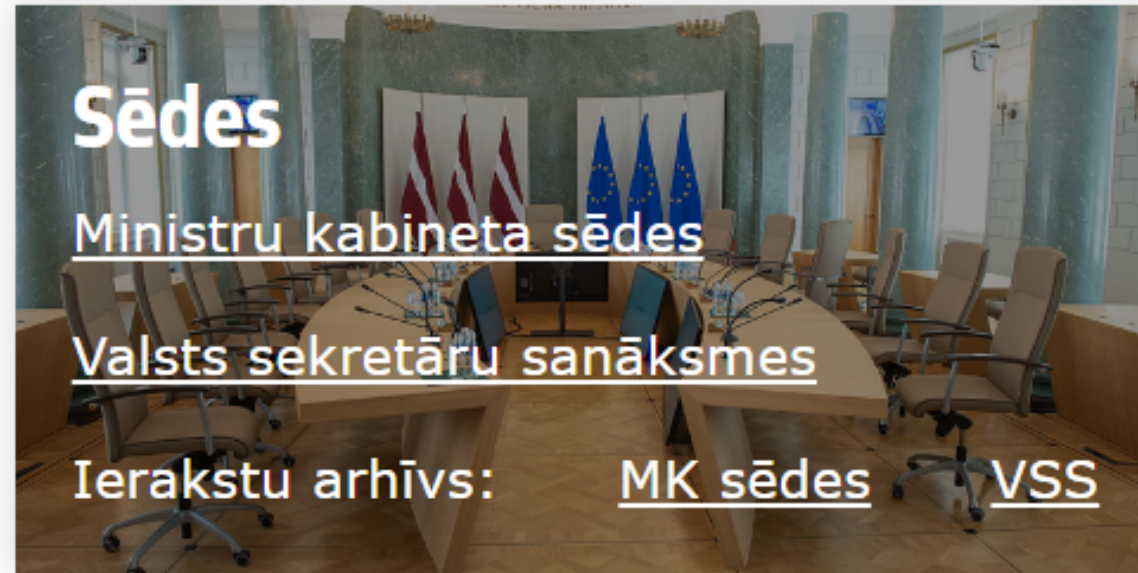 Sēdes
Ministru kabineta sēdes
Valsts sekretāru sanāksmes
Ierakstu arhīvs: MK sēdes VSS